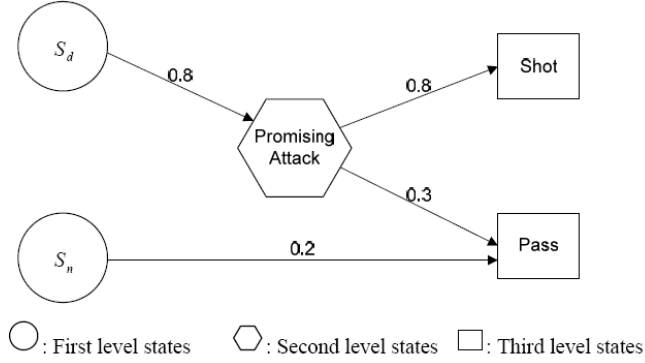 S_d
0.8
0.8
Shot
Promising
Attack
0.3
S_n
0.2
Pass
: First level states
: Second level states
: Third level states